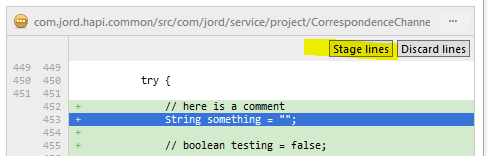 com.jord.hapi.common/src/com/jord/service/project/CorrespondenceChanne ...
Stage lines Discard lines
449 449
450 450 try {
451 451
452 + // here is a comment
453 + String something = "";
454 +
455 + // boolean testing = false;